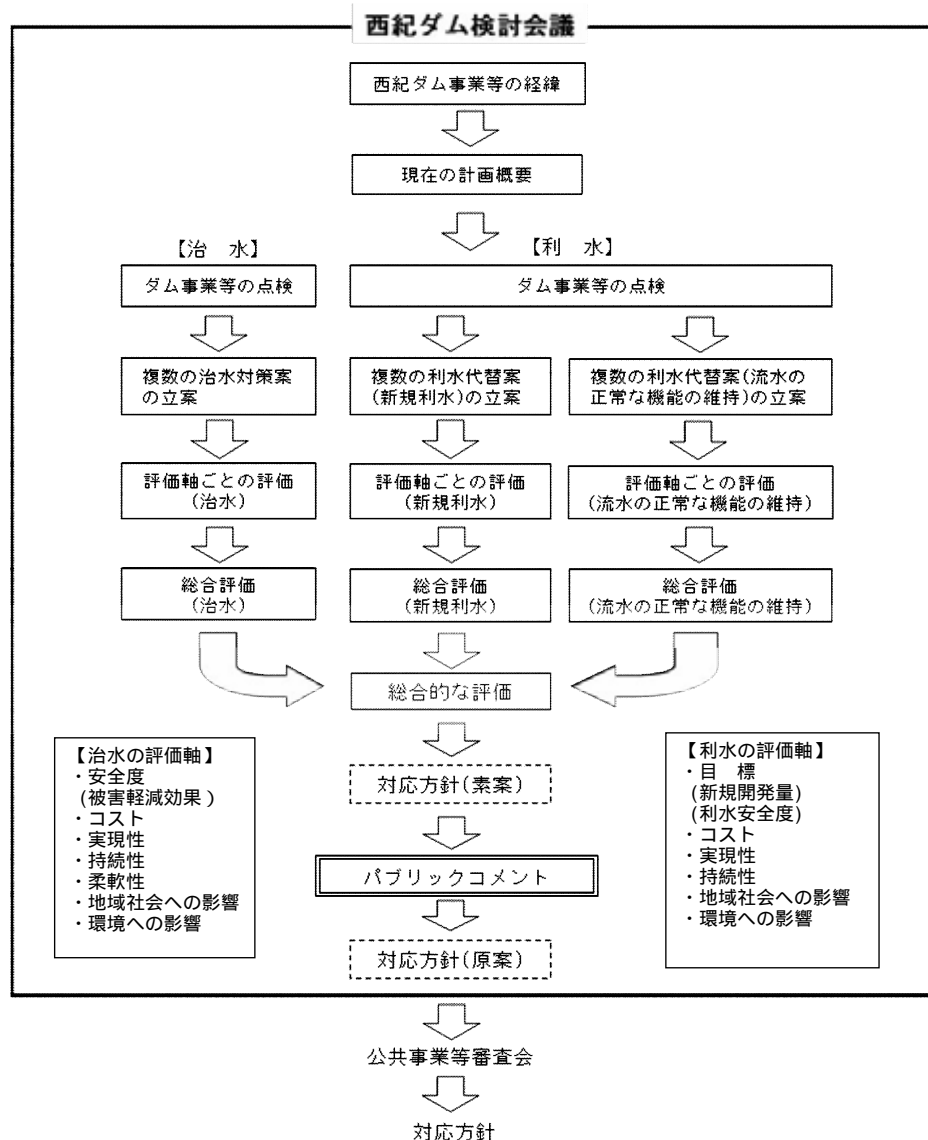 西紀ダム検討会議
西紀ダム事業等の経緯
現在の計画概要
【治　水】
【利　水】
ダム事業等の点検
ダム事業等の点検
複数の治水対策案
の立案
複数の利水代替案
(新規利水)の立案
複数の利水代替案(流水の
正常な機能の維持)の立案
評価軸ごとの評価
(治水)
評価軸ごとの評価
(新規利水)
評価軸ごとの評価
(流水の正常な機能の維持)
総合評価
(治水)
総合評価
(新規利水)
総合評価
(流水の正常な機能の維持)
総合的な評価
【治水の評価軸】
・安全度
(被害軽減効果)
・コスト
・実現性
・持続性
・柔軟性
・地域社会への影響
・環境への影響
【利水の評価軸】
・目　標
(新規開発量)
(利水安全度)
・コスト
・実現性
・持続性
・地域社会への影響
・環境への影響
対応方針(素案)
パブリックコメント
対応方針(原案)
公共事業等審査会
対応方針